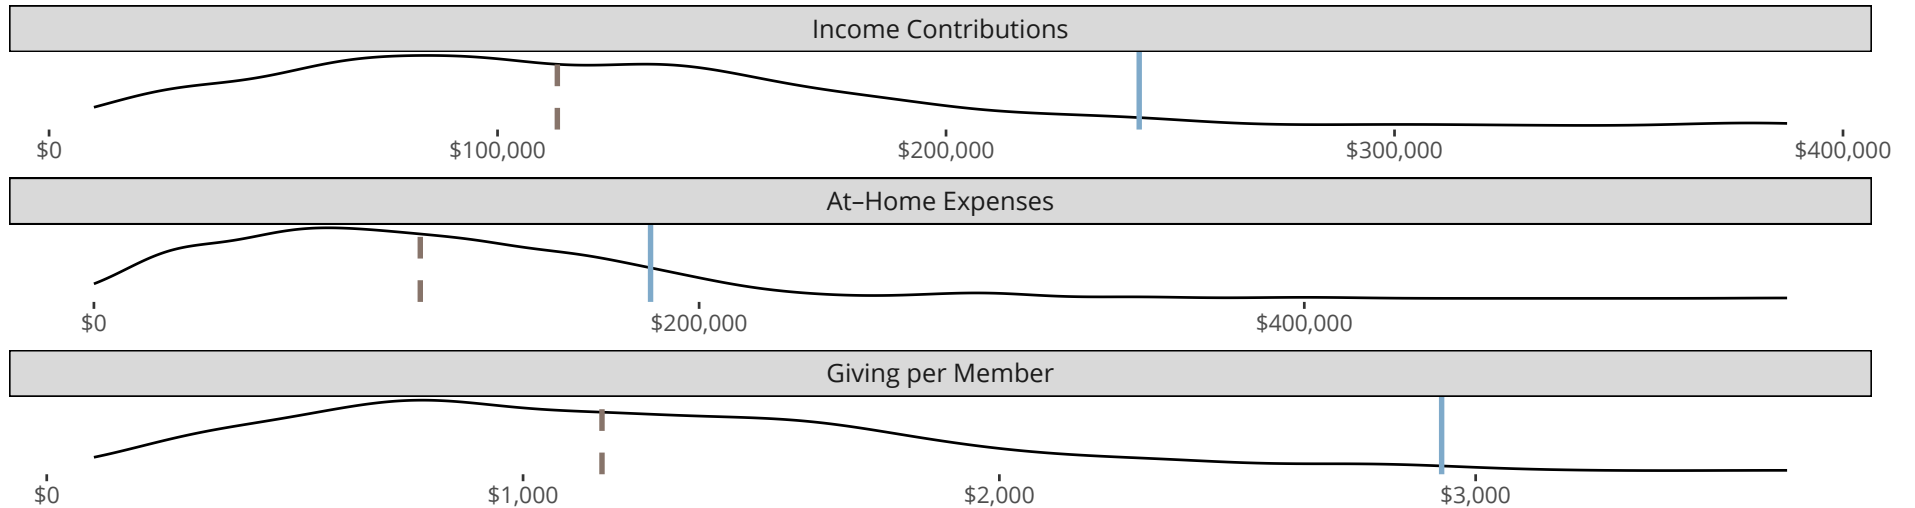 Income Contributions
$0 $100,000 $200,000 $300,000 $400,000
At–Home Expenses
$0 $200,000 $400,000
Giving per Member
$0 $1,000 $2,000 $3,000